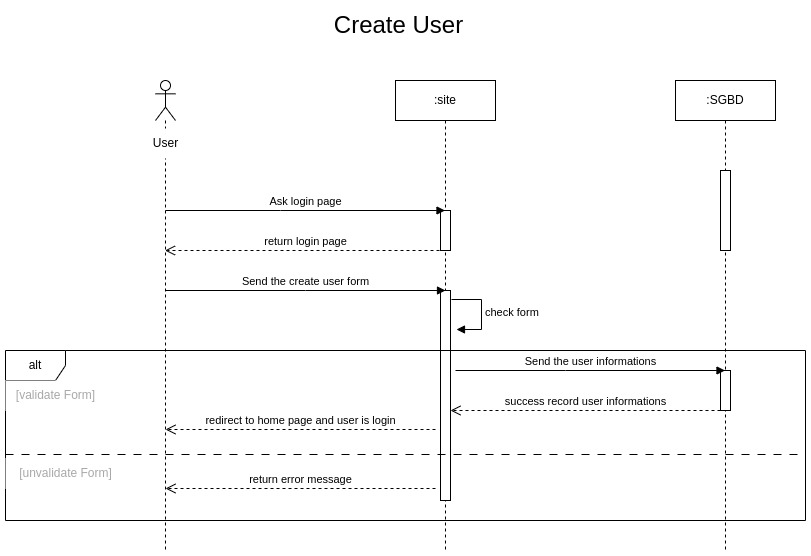 Create User
:site
:SGBD
User
Ask login page
return login page
Send the create user form
check form
alt
Send the user informations
[validate Form]
success record user informations
redirect to home page and user is login
[unvalidate Form]
return error message